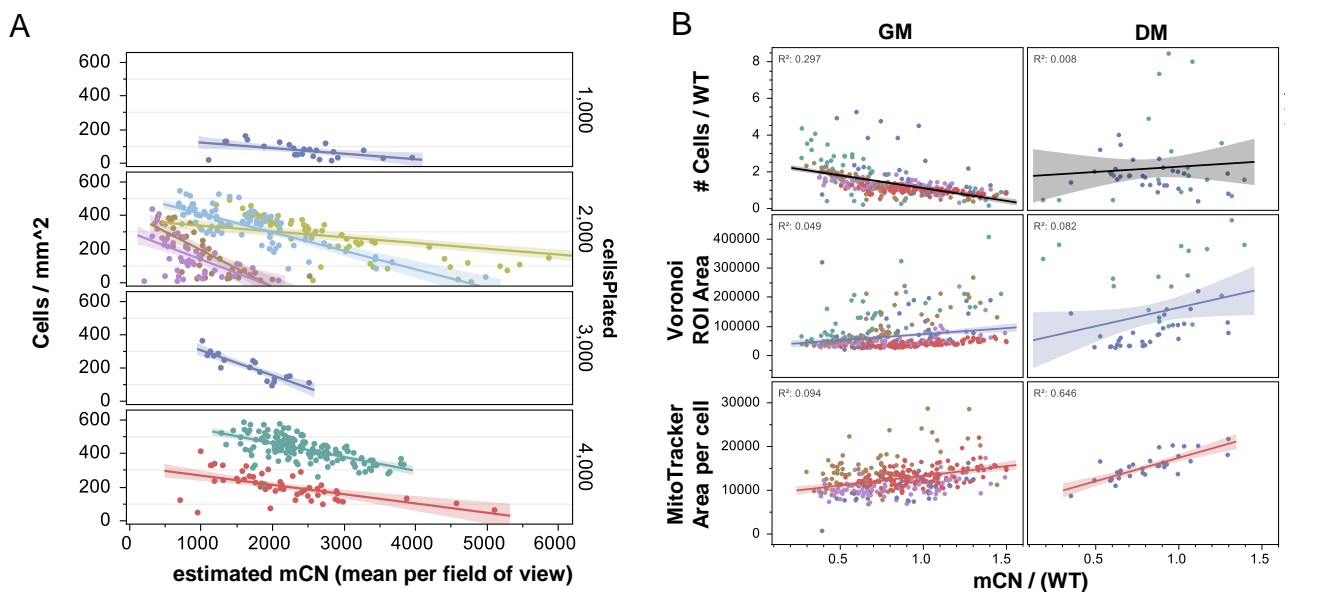 A
Cells / mm^2
600
400
200
0
1,000
600
400
200
0
2,000
600
400
200
0
3,000
600
400
200
0
4,000
cellsPlated
0 1000 2000 3000 4000 5000 6000
estimated mCN (mean per field of view)
B
GM DM
# Cells / WT
8
6
4
2
0
R²: 0.297
R²: 0.008
Voronoi
ROI Area
400000
300000
200000
100000
0
R²: 0.049
R²: 0.082
MitoTracker
Area per cell
30000
20000
10000
0
R²: 0.094
R²: 0.646
0.5 1.0 1.5 0.5 1.0 1.5
mCN / (WT)